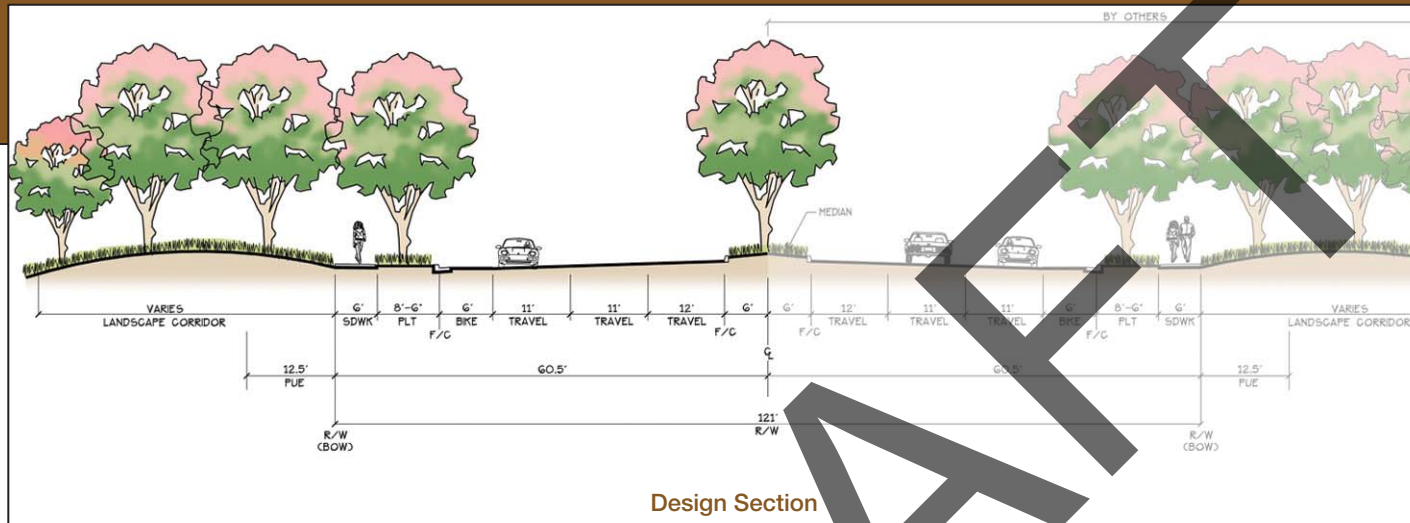 BY OTHERS
MEDIAN
VARIES 6' 8'-6" 6' 11' 11' 12' 6' 6' 12' 11' 11' 6' 8'-6" 6' VARIES
LANDSCAPE CORRIDOR SDWK PLT BIKE TRAVEL TRAVEL TRAVEL TRAVEL TRAVEL TRAVEL BIKE PLT SDWK LANDSCAPE CORRIDOR
F/C F/C F/C F/C
℄
12.5' 60.5' 60.5' 12.5'
PUE PUE
121'
R/W R/W R/W
(BOW) (BOW)
Design Section